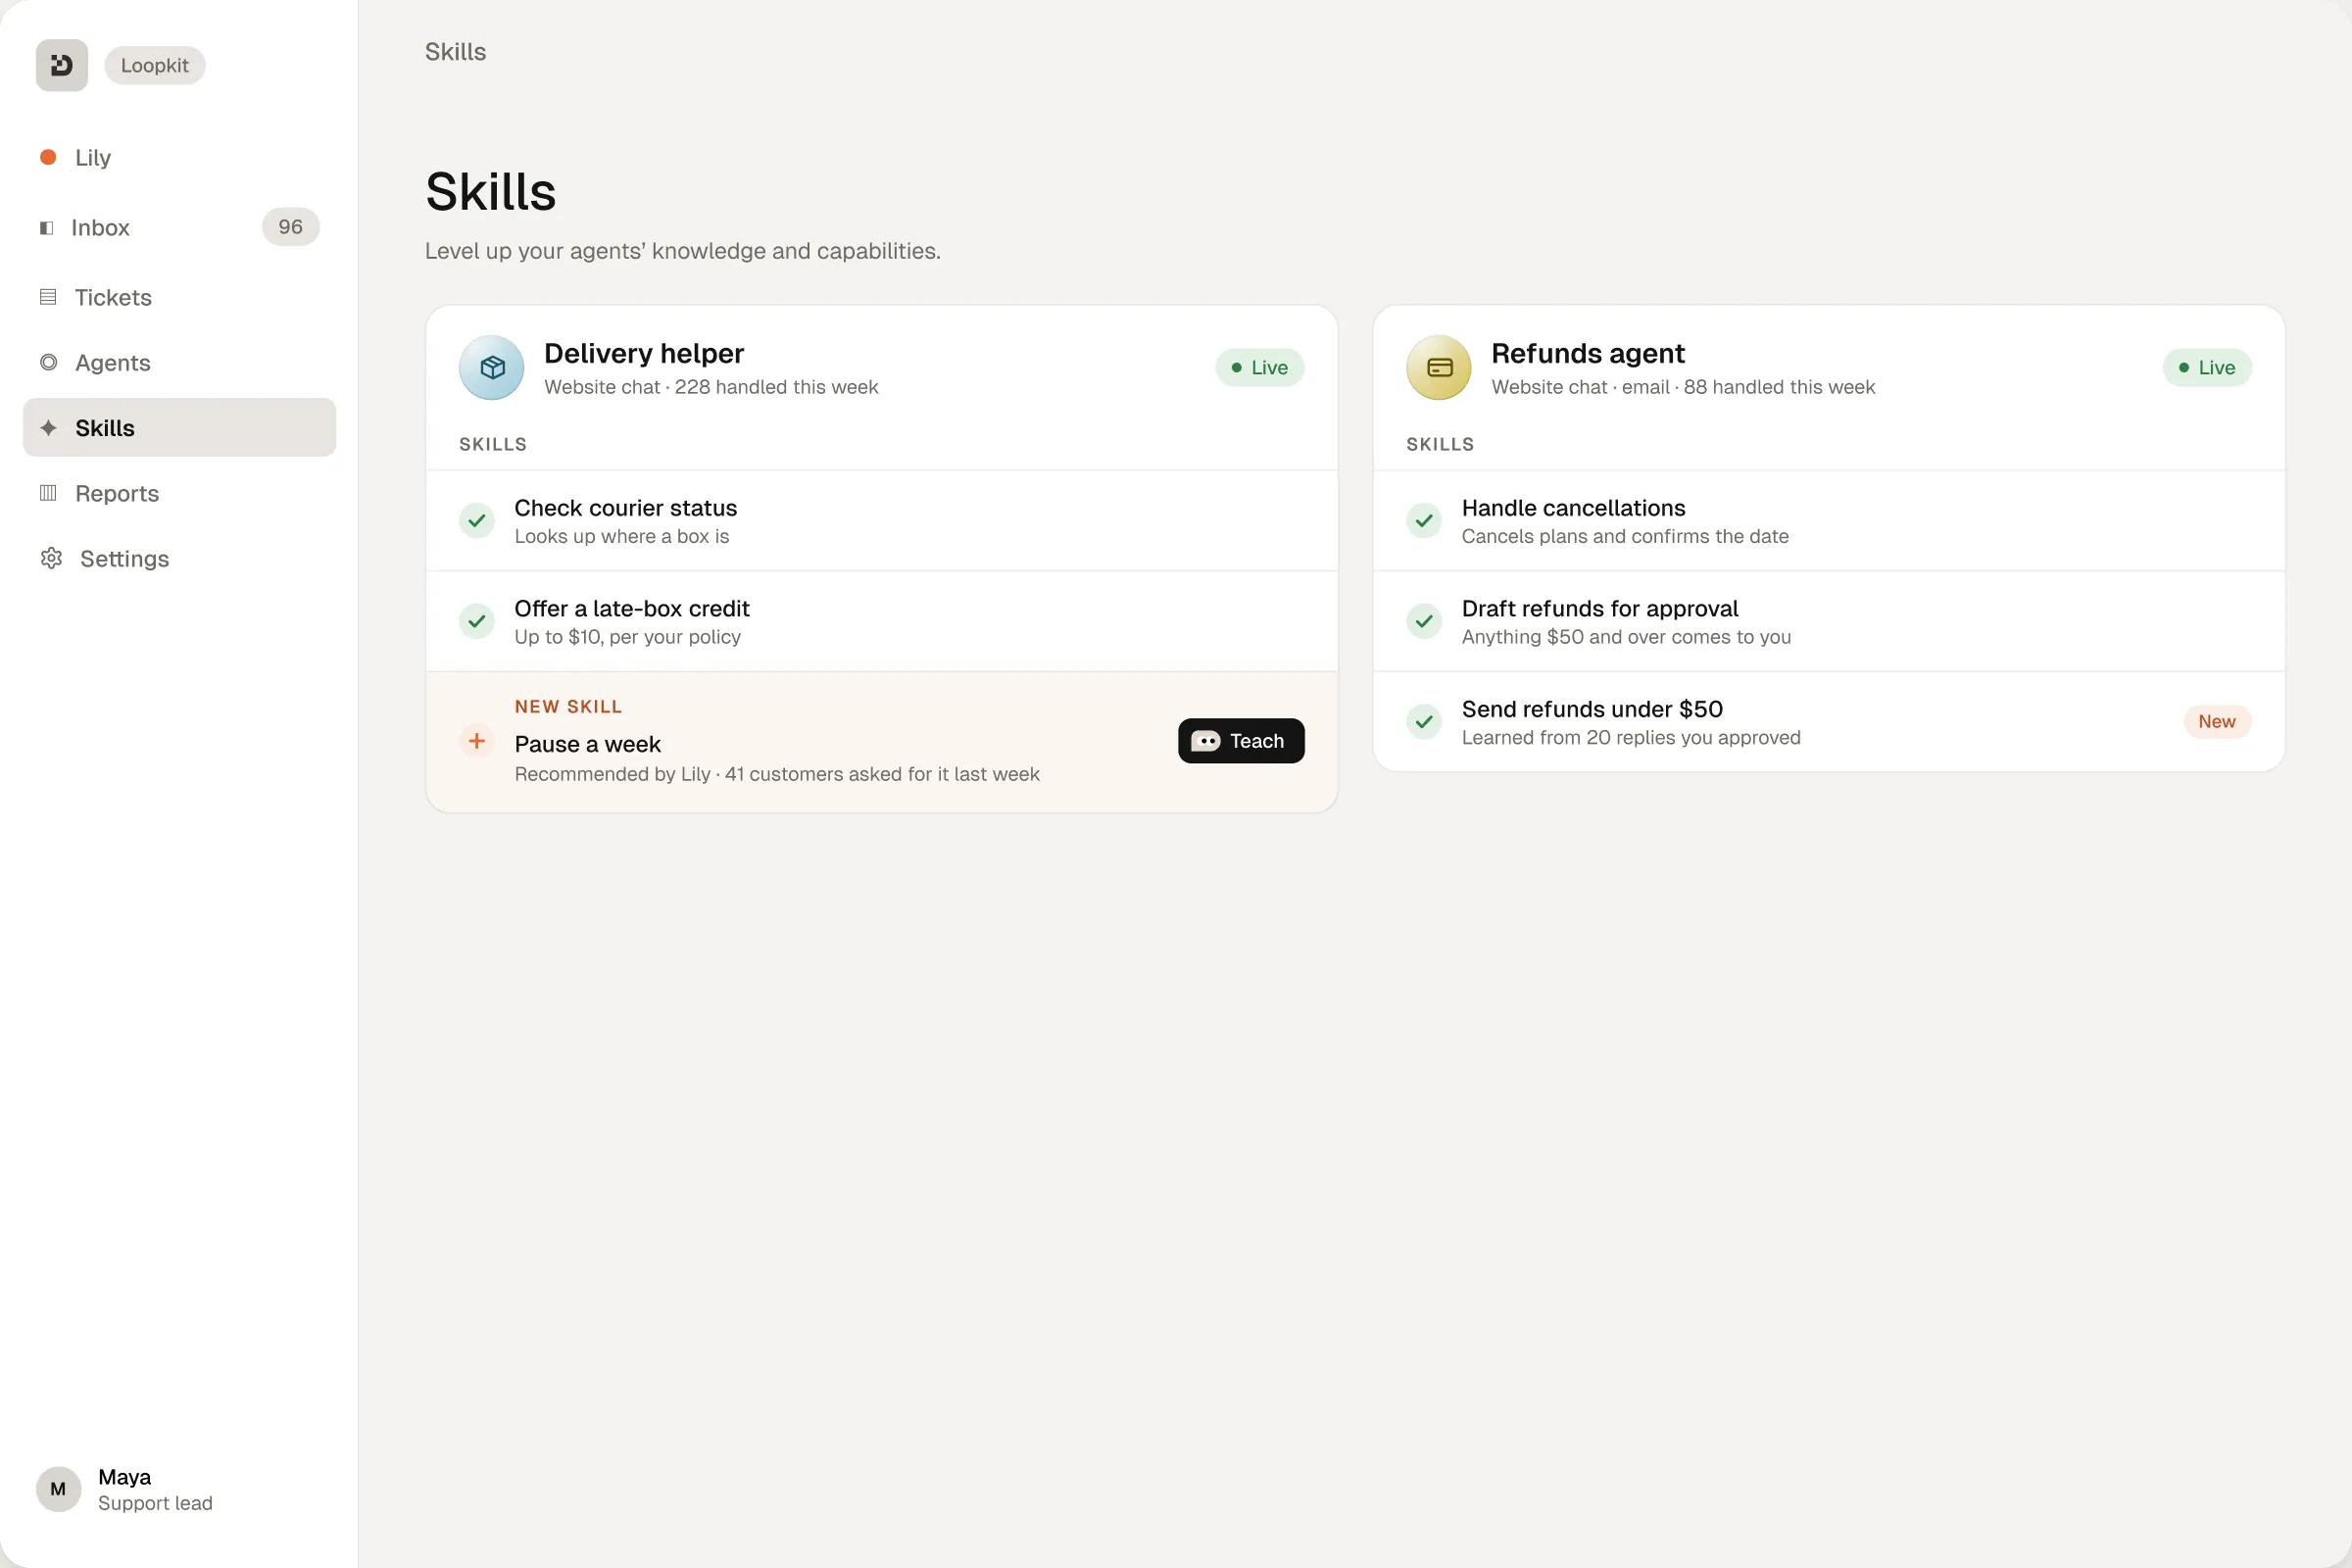 Loopkit
Lily
Inbox
96
Tickets
Agents
Skills
Reports
Settings
M
Maya
Support lead
Skills
Skills
Level up your agents’ knowledge and capabilities.
Delivery helper
Website chat · 228 handled this week
Live
SKILLS
Check courier status
Looks up where a box is
Offer a late-box credit
Up to $10, per your policy
NEW SKILL
Pause a week
Recommended by Lily · 41 customers asked for it last week
Teach
Refunds agent
Website chat · email · 88 handled this week
Live
SKILLS
Handle cancellations
Cancels plans and confirms the date
Draft refunds for approval
Anything $50 and over comes to you
Send refunds under $50
Learned from 20 replies you approved
New